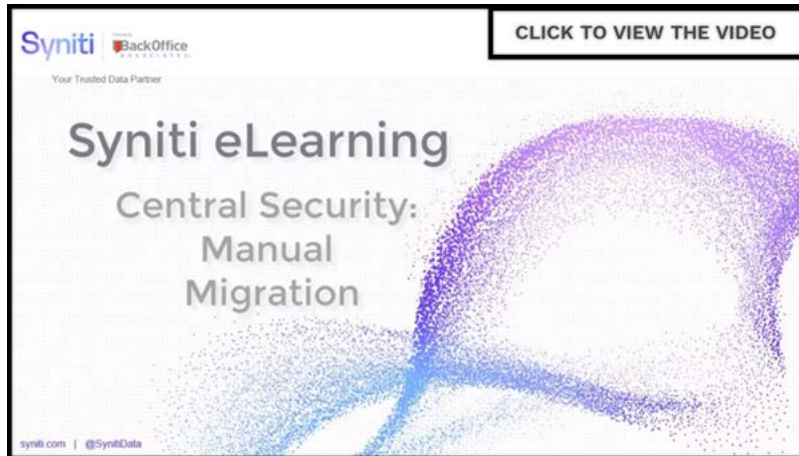 Syniti
BackOffice
ASSOCIATES
CLICK TO VIEW THE VIDEO
Your Trusted Data Partner
Syniti eLearning
Central Security:
Manual
Migration
syniti.com | @SynitiData